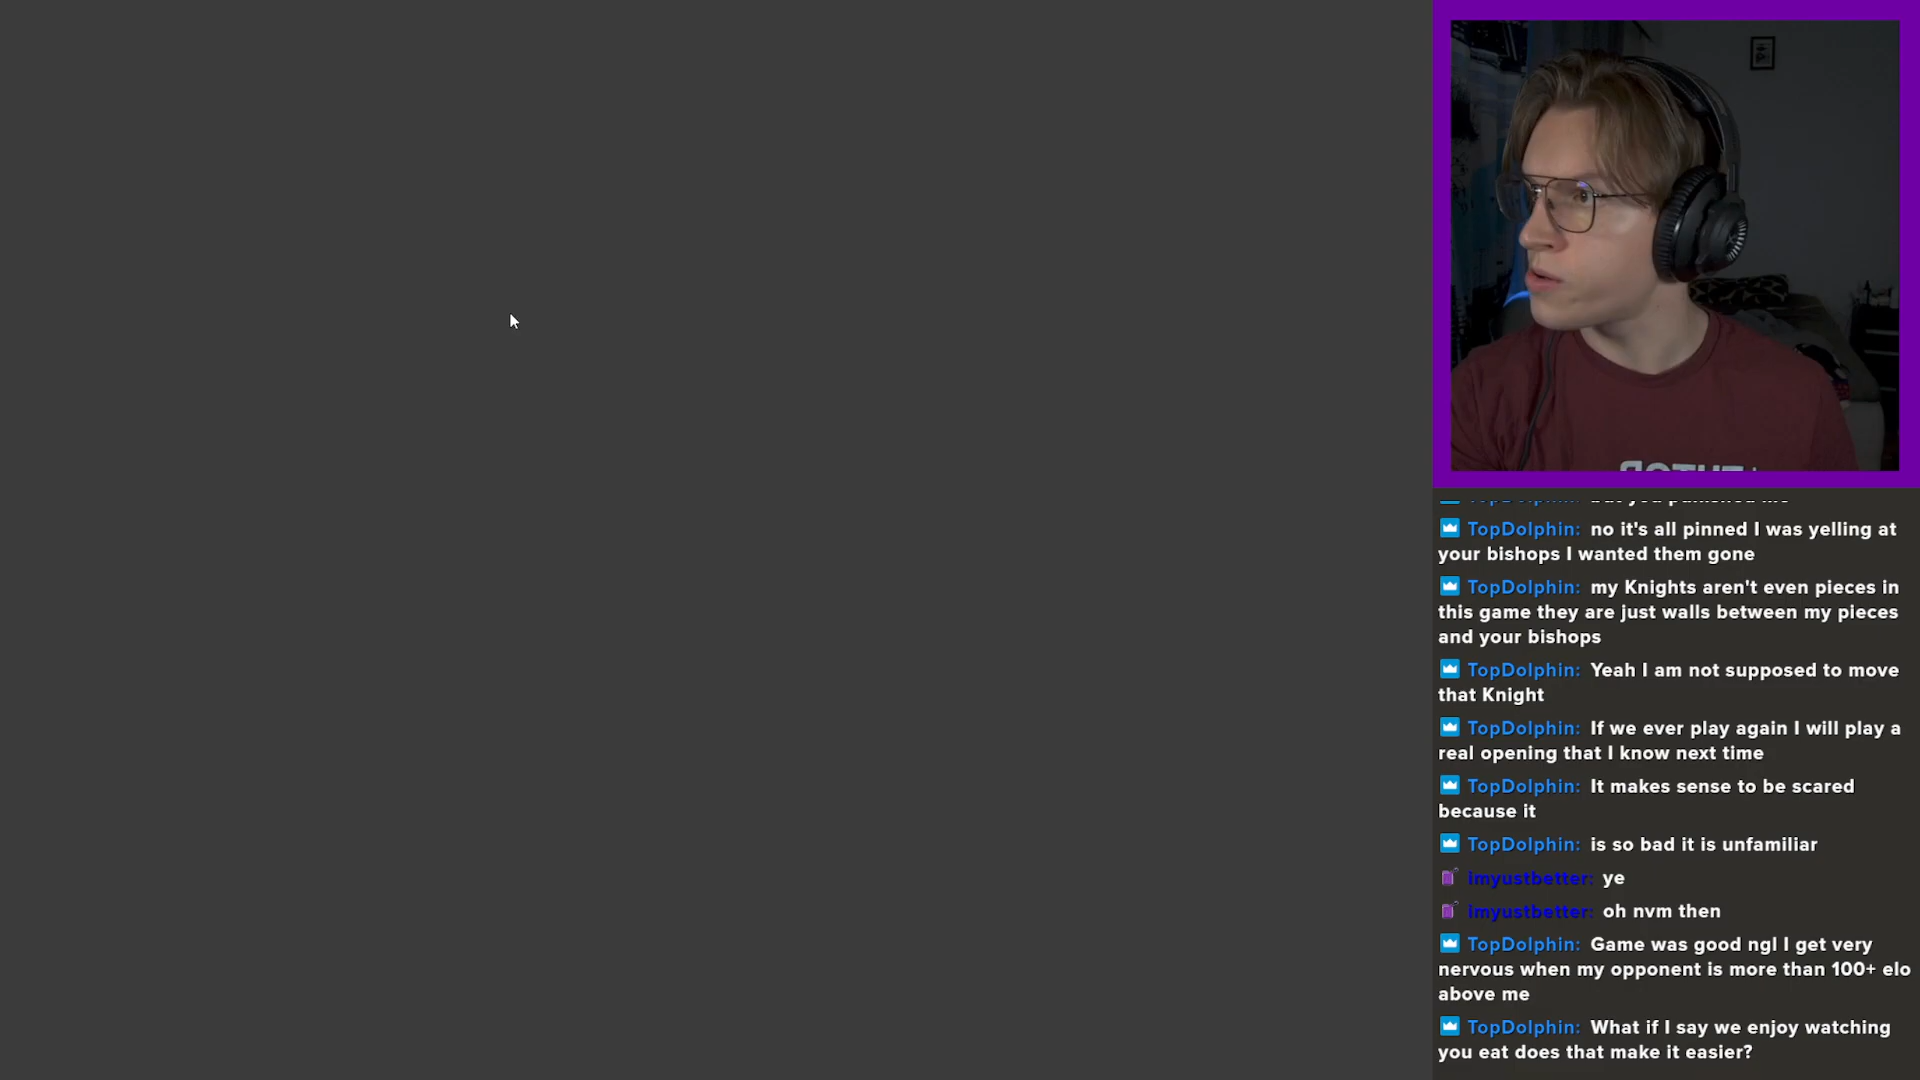 TopDolphin: no it's all pinned I was yelling at
your bishops I wanted them gone
TopDolphin: my Knights aren't even pieces in
this game they are just walls between my pieces
and your bishops
TopDolphin: Yeah I am not supposed to move
that Knight
TopDolphin: If we ever play again I will play a
real opening that I know next time
TopDolphin: It makes sense to be scared
because it
TopDolphin: is so bad it is unfamiliar
imyustbetter: ye
imyustbetter: oh nvm then
TopDolphin: Game was good ngl I get very
nervous when my opponent is more than 100+ elo
above me
TopDolphin: What if I say we enjoy watching
you eat does that make it easier?